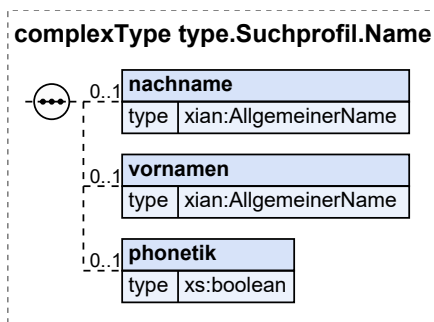 complexType type.Suchprofil.Name
0..1
nachname
type xian:AllgemeinerName
0..1
vornamen
type xian:AllgemeinerName
0..1
phonetik
type xs:boolean